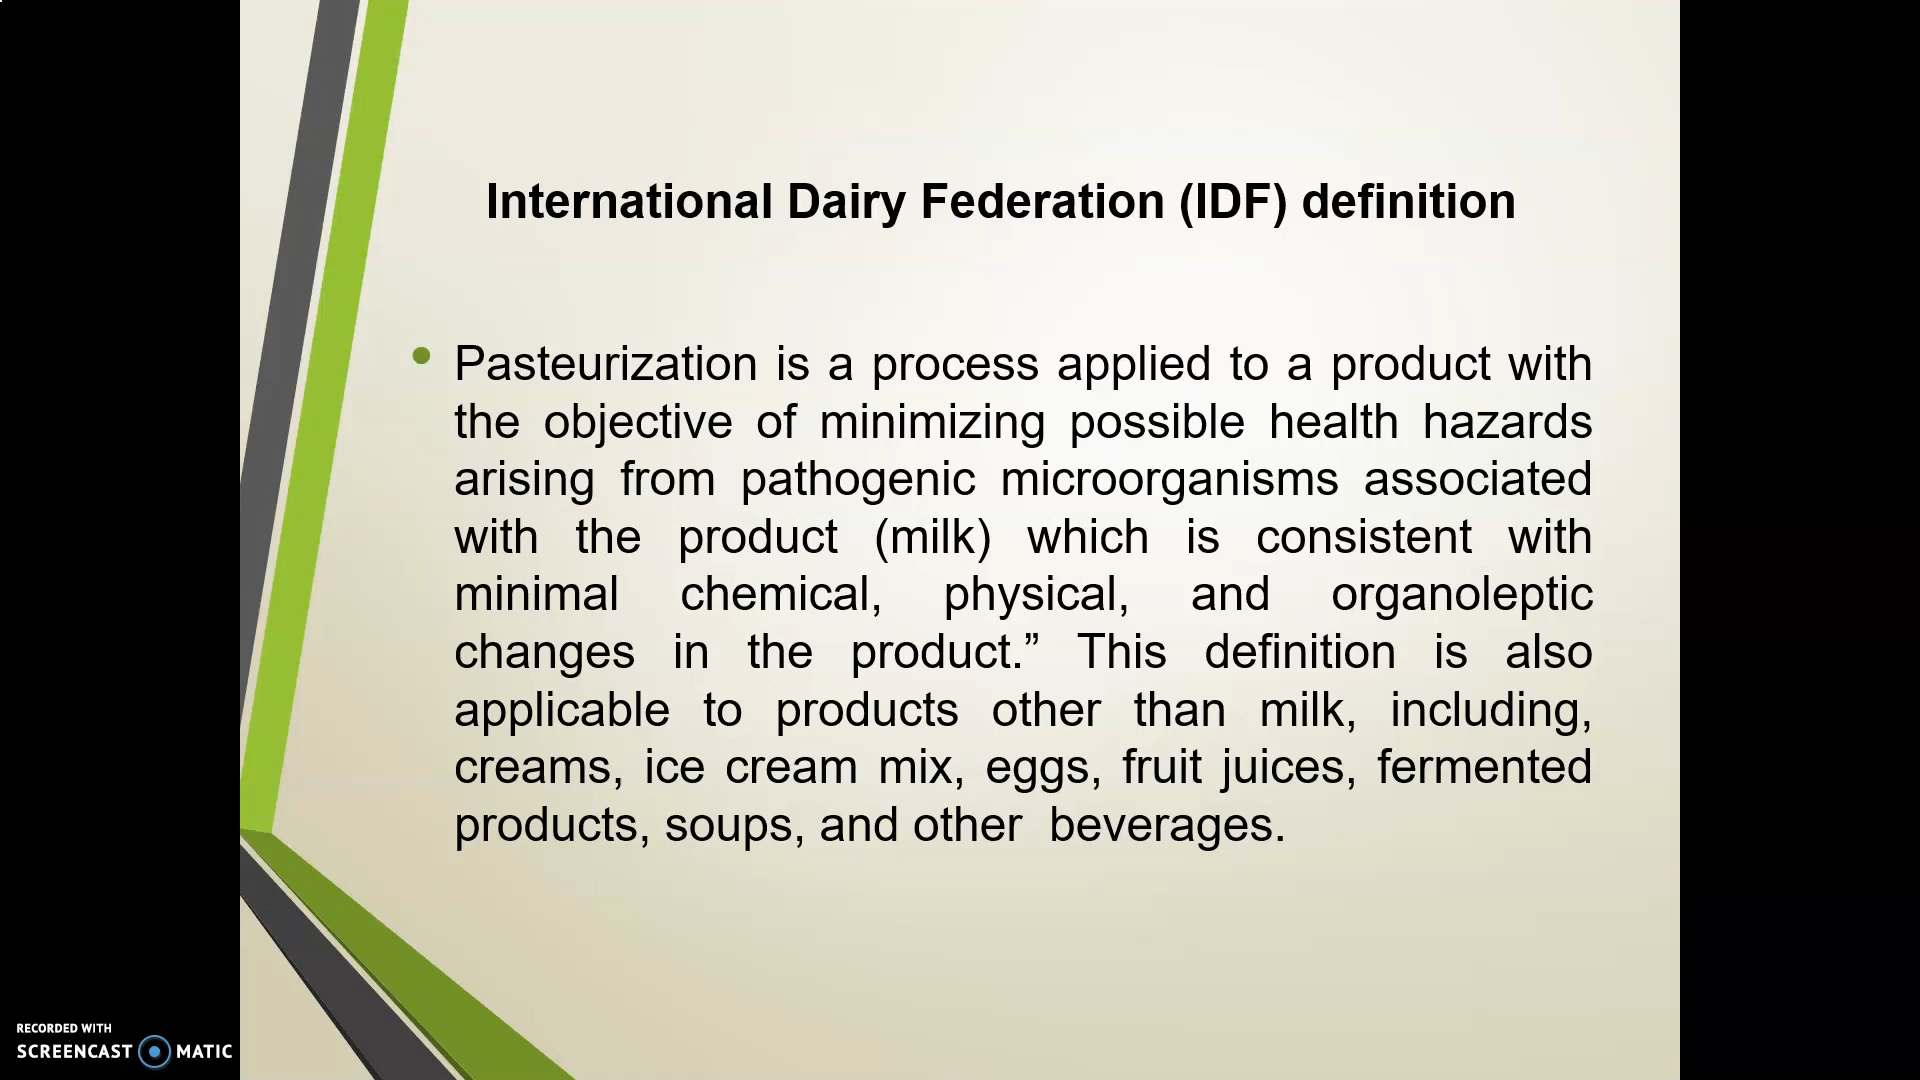 International Dairy Federation (IDF) definition
• Pasteurization is a process applied to a product with
the objective of minimizing possible health hazards
arising from pathogenic microorganisms associated
with the product (milk) which is consistent with
minimal chemical, physical, and organoleptic
changes in the product.” This definition is also
applicable to products other than milk, including,
creams, ice cream mix, eggs, fruit juices, fermented
products, soups, and other  beverages.
RECORDED WITH
SCREENCAST MATIC